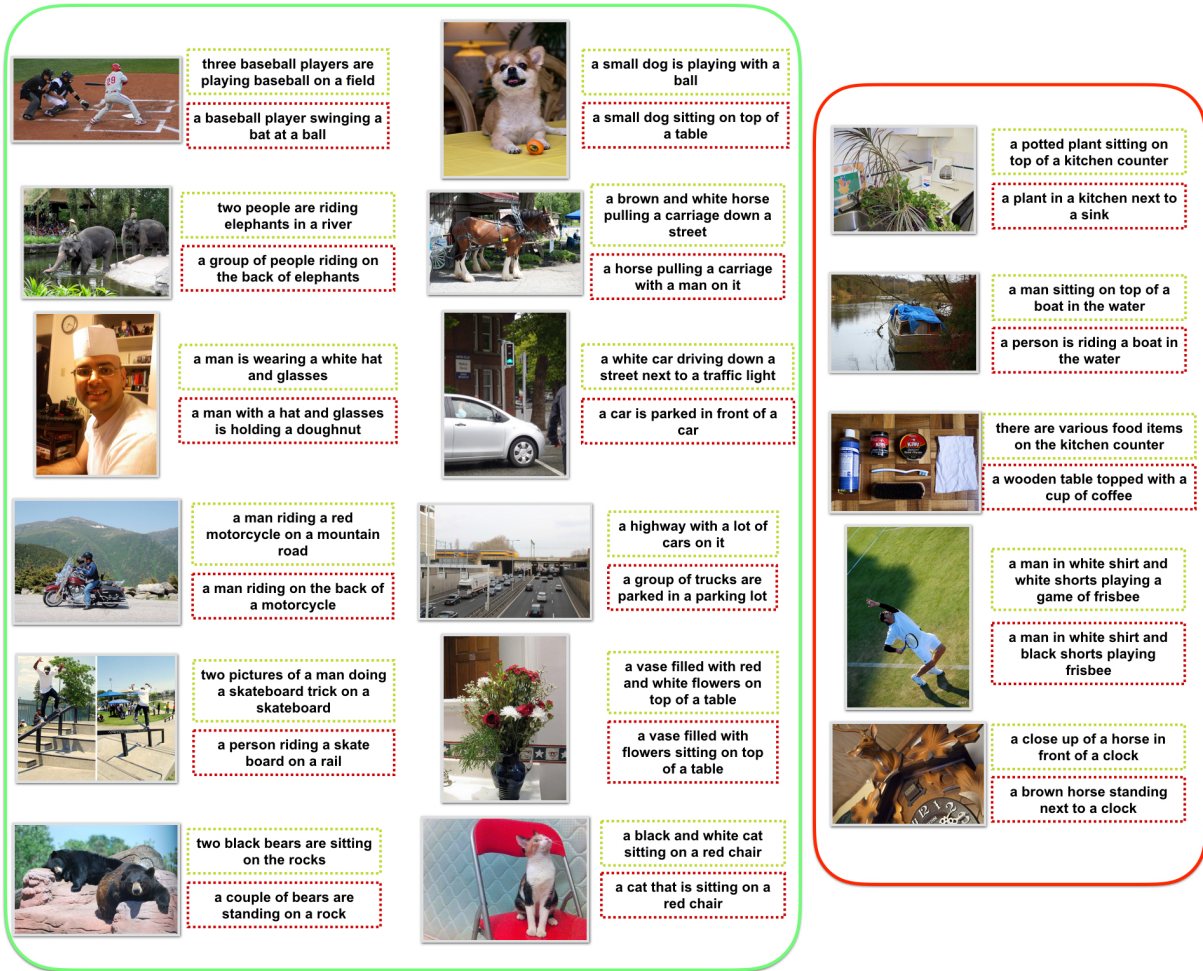 three baseball players are
playing baseball on a field
a baseball player swinging a
bat at a ball
two people are riding
elephants in a river
a group of people riding on
the back of elephants
a man is wearing a white hat
and glasses
a man with a hat and glasses
is holding a doughnut
a man riding a red
motorcycle on a mountain
road
a man riding on the back of
a motorcycle
two pictures of a man doing
a skateboard trick on a
skateboard
a person riding a skate
board on a rail
two black bears are sitting
on the rocks
a couple of bears are
standing on a rock
a small dog is playing with a
ball
a small dog sitting on top of
a table
a brown and white horse
pulling a carriage down a
street
a horse pulling a carriage
with a man on it
a white car driving down a
street next to a traffic light
a car is parked in front of a
car
a highway with a lot of
cars on it
a group of trucks are
parked in a parking lot
a vase filled with red
and white flowers on
top of a table
a vase filled with
flowers sitting on top
of a table
a black and white cat
sitting on a red chair
a cat that is sitting on a
red chair
a potted plant sitting on
top of a kitchen counter
a plant in a kitchen next to
a sink
a man sitting on top of a
boat in the water
a person is riding a boat in
the water
there are various food items
on the kitchen counter
a wooden table topped with a
cup of coffee
a man in white shirt and
white shorts playing a
game of frisbee
a man in white shirt and
black shorts playing
frisbee
a close up of a horse in
front of a clock
a brown horse standing
next to a clock
29
KIWI
12